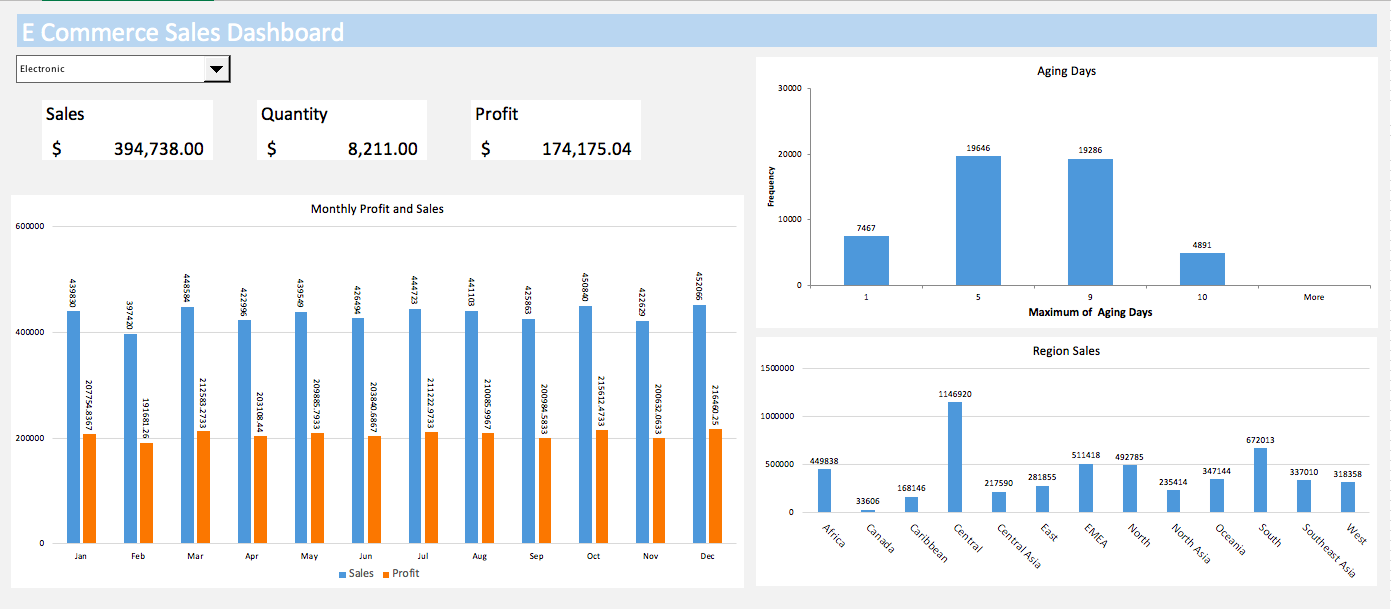 E Commerce Sales Dashboard
Electronic
Sales
$ 394,738.00
Quantity
$ 8,211.00
Profit
$ 174,175.04
Monthly Profit and Sales
600000
400000
200000
0
439830
207754.8367
397420
191681.26
448584
212583.2733
422996
203108.44
439549
209885.7933
426494
203840.6867
444723
211222.9733
441103
210085.9967
425863
200984.5833
450840
215612.4733
422629
200632.0633
452066
216460.25
Jan Feb Mar Apr May Jun Jul Aug Sep Oct Nov Dec
Sales Profit
Aging Days
30000
20000
10000
0
Frequency
7467
19646
19286
4891
1 5 9 10 More
Maximum of Aging Days
Region Sales
1500000
1000000
500000
0
449838
33606
168146
1146920
217590
281855
511418
492785
235414
347144
672013
337010
318358
Africa
Canada
Caribbean
Central
Central Asia
East
EMEA
North
North Asia
Oceania
South
Southeast Asia
West